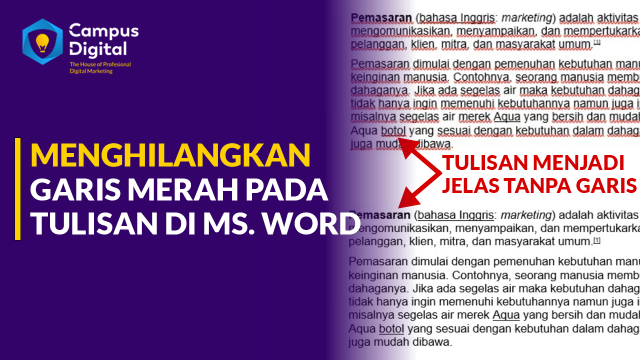 Campus
Digital
The House of Profesional
Digital Marketing
MENGHILANGKAN
GARIS MERAH PADA
TULISAN DI MS. WORD
Pemasaran (bahasa Inggris: marketing) adalah aktivitas
mengomunikasikan, menyampaikan, dan mempertukarka
pelanggan, klien, mitra, dan masyarakat umum.[1]
Pemasaran dimulai dengan pemenuhan kebutuhan manu
keinginan manusia. Contohnya, seorang manusia memb
dahaganya. Jika ada segelas air maka kebutuhan dahag
tidak hanya ingin memenuhi kebutuhannya namun juga i
misalnya segelas air merek Aqua yang bersih dan mudal
Aqua botol yang sesuai dengan kebutuhan dalam dahag
juga mudah dibawa.
TULISAN MENJADI
JELAS TANPA GARIS
Pemasaran (bahasa Inggris: marketing) adalah aktivitas
mengomunikasikan, menyampaikan, dan mempertukarka
pelanggan, klien, mitra, dan masyarakat umum.[1]
Pemasaran dimulai dengan pemenuhan kebutuhan manu
keinginan manusia. Contohnya, seorang manusia memb
dahaganya. Jika ada segelas air maka kebutuhan dahag
tidak hanya ingin memenuhi kebutuhannya namun juga i
misalnya segelas air merek Aqua yang bersih dan mudal
Aqua botol yang sesuai dengan kebutuhan dalam dahag
juga mudah dibawa.